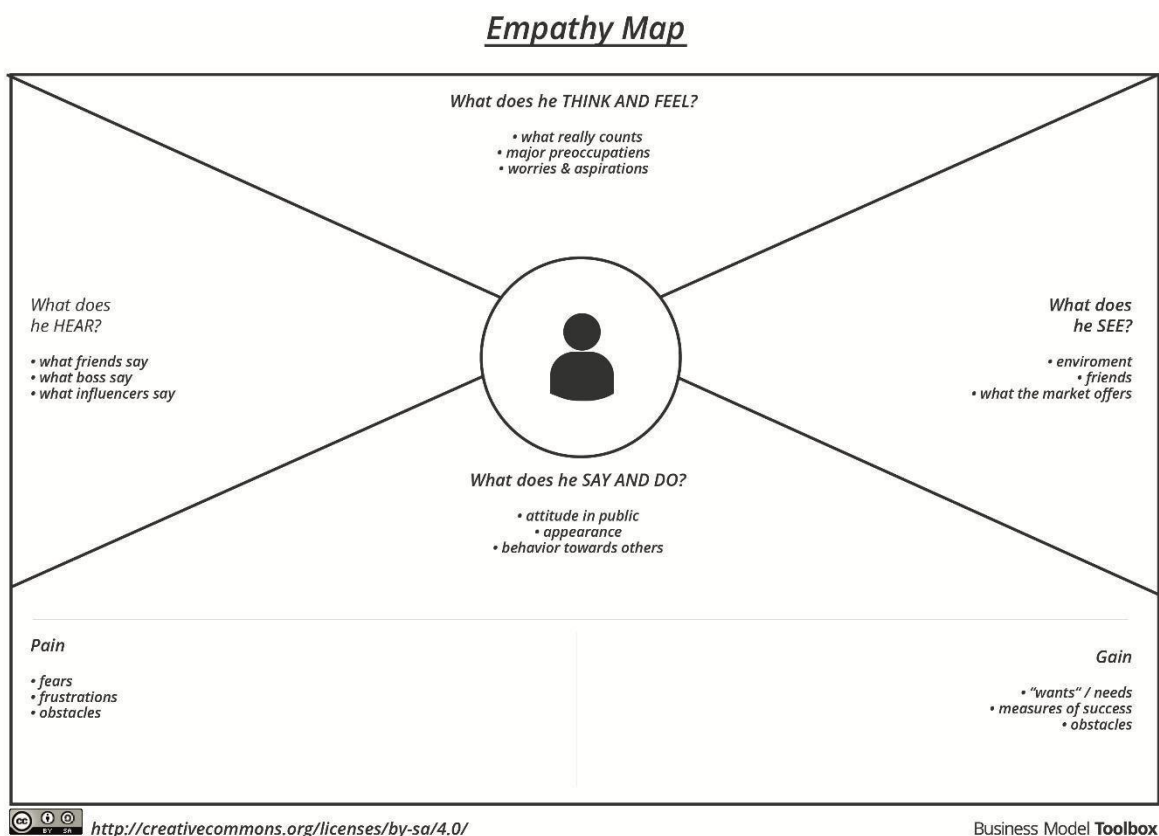 Empathy Map
What does he THINK AND FEEL?
• what really counts
• major preoccupatiens
• worries & aspirations
What does
he HEAR?
• what friends say
• what boss say
• what influencers say
What does
he SEE?
• enviroment
• friends
• what the market offers
What does he SAY AND DO?
• attitude in public
• appearance
• behavior towards others
Pain
• fears
• frustrations
• obstacles
Gain
• “wants“ / needs
• measures of success
• obstacles
cc BY SA
http://creativecommons.org/licenses/by-sa/4.0/
Business Model Toolbox